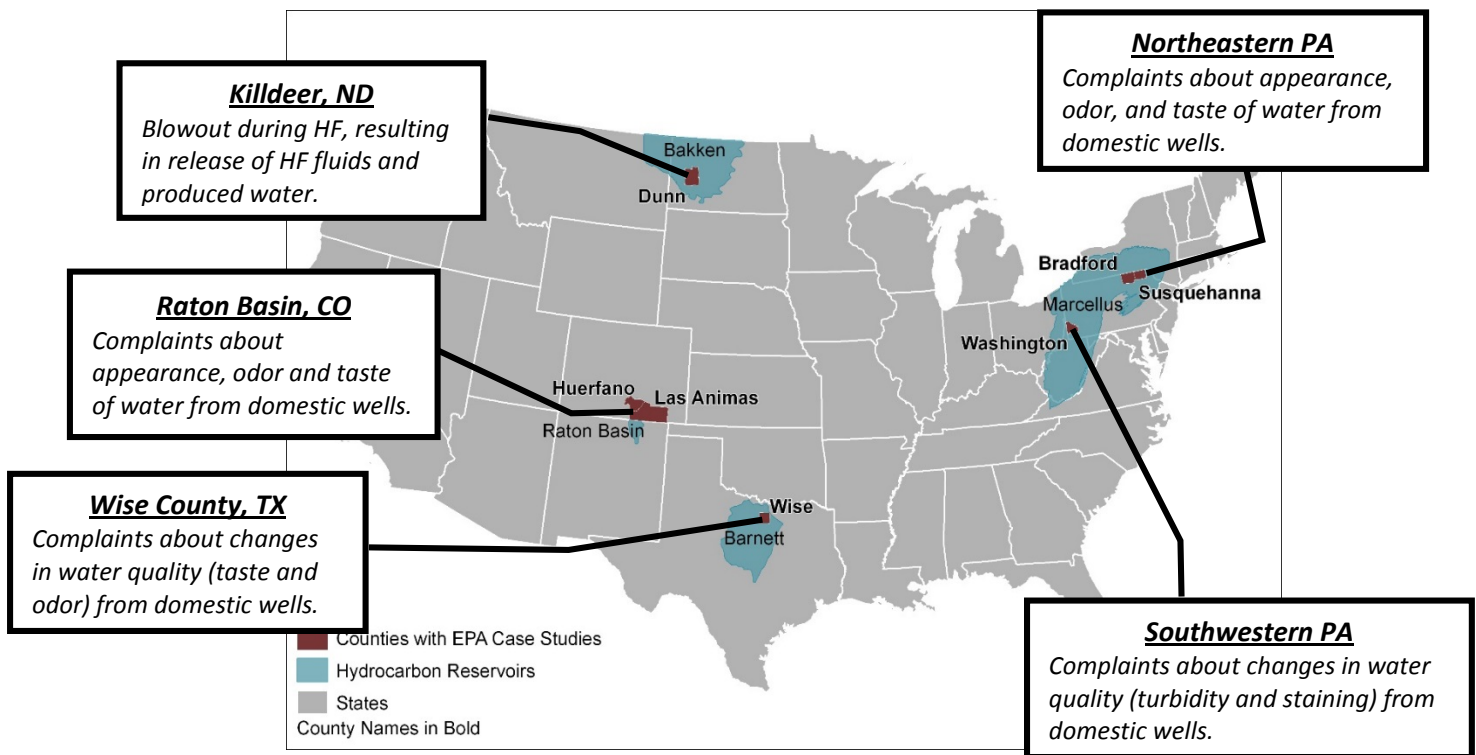 Killdeer, ND
Blowout during HF, resulting
in release of HF fluids and
produced water.
Northeastern PA
Complaints about appearance,
odor, and taste of water from
domestic wells.
Bakken
Dunn
Raton Basin, CO
Complaints about
appearance, odor and taste
of water from domestic wells.
Bradford
Susquehanna
Marcellus
Washington
Huerfano
Las Animas
Raton Basin
Wise County, TX
Complaints about changes
in water quality (taste and
odor) from domestic wells.
Wise
Barnett
Southwestern PA
Complaints about changes in water
quality (turbidity and staining) from
domestic wells.
Counties with EPA Case Studies
Hydrocarbon Reservoirs
States
County Names in Bold